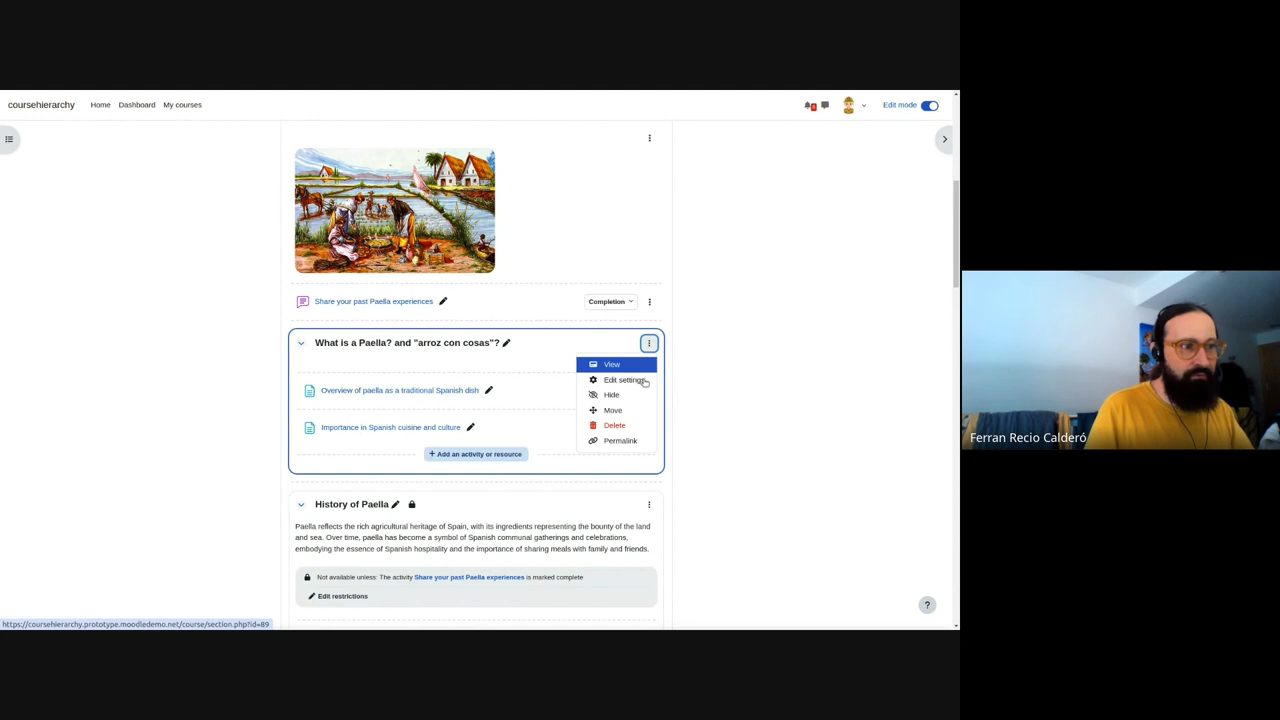 coursehierarchy Home Dashboard My courses Edit mode
Share your past Paella experiences Completion
What is a Paella? and "arroz con cosas"?
View
Edit settings
Overview of paella as a traditional Spanish dish
Hide
Move
Importance in Spanish cuisine and culture
Delete
Permalink
+ Add an activity or resource
History of Paella
Paella reflects the rich agricultural heritage of Spain, with its ingredients representing the bounty of the land
and sea. Over time, paella has become a symbol of Spanish communal gatherings and celebrations,
embodying the essence of Spanish hospitality and the importance of sharing meals with family and friends.
Not available unless: The activity Share your past Paella experiences is marked complete
Edit restrictions
?
https://coursehierarchy.prototype.moodledemo.net/course/section.php?id=89
Ferran Recio Calderó